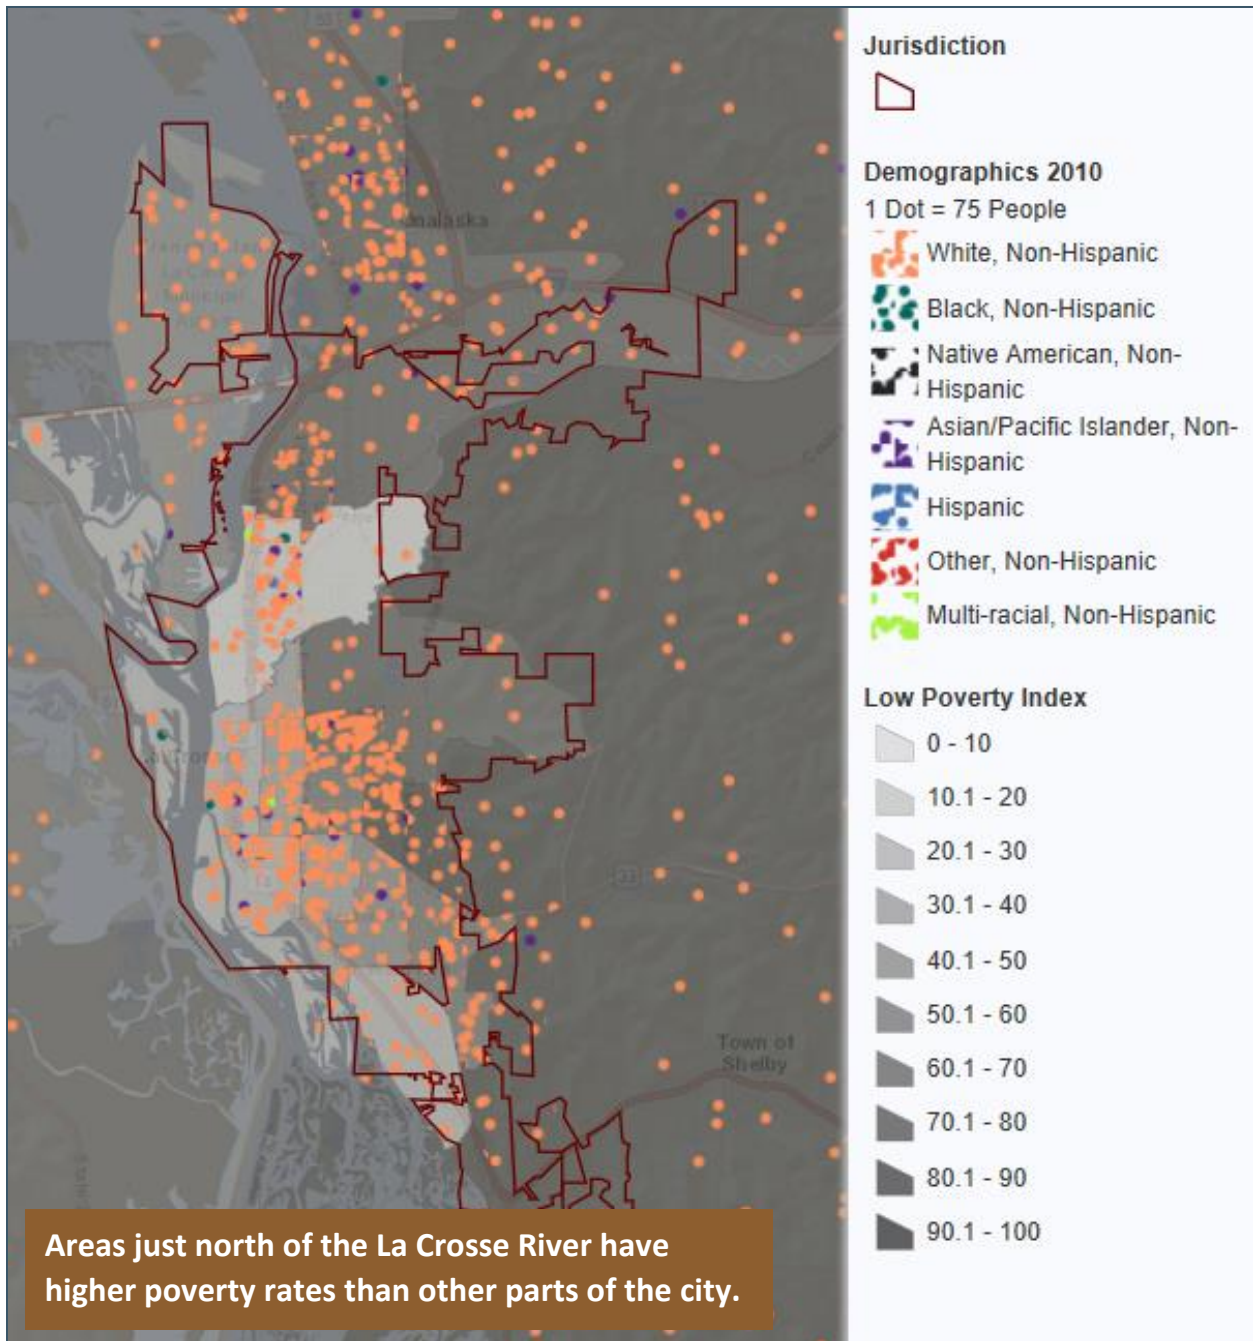 Onalaska
33
Town of
Shelby
Areas just north of the La Crosse River have
higher poverty rates than other parts of the city.
Jurisdiction
Demographics 2010
1 Dot = 75 People
White, Non-Hispanic
Black, Non-Hispanic
Native American, Non-
Hispanic
Asian/Pacific Islander, Non-
Hispanic
Hispanic
Other, Non-Hispanic
Multi-racial, Non-Hispanic
Low Poverty Index
0 - 10
10.1 - 20
20.1 - 30
30.1 - 40
40.1 - 50
50.1 - 60
60.1 - 70
70.1 - 80
80.1 - 90
90.1 - 100